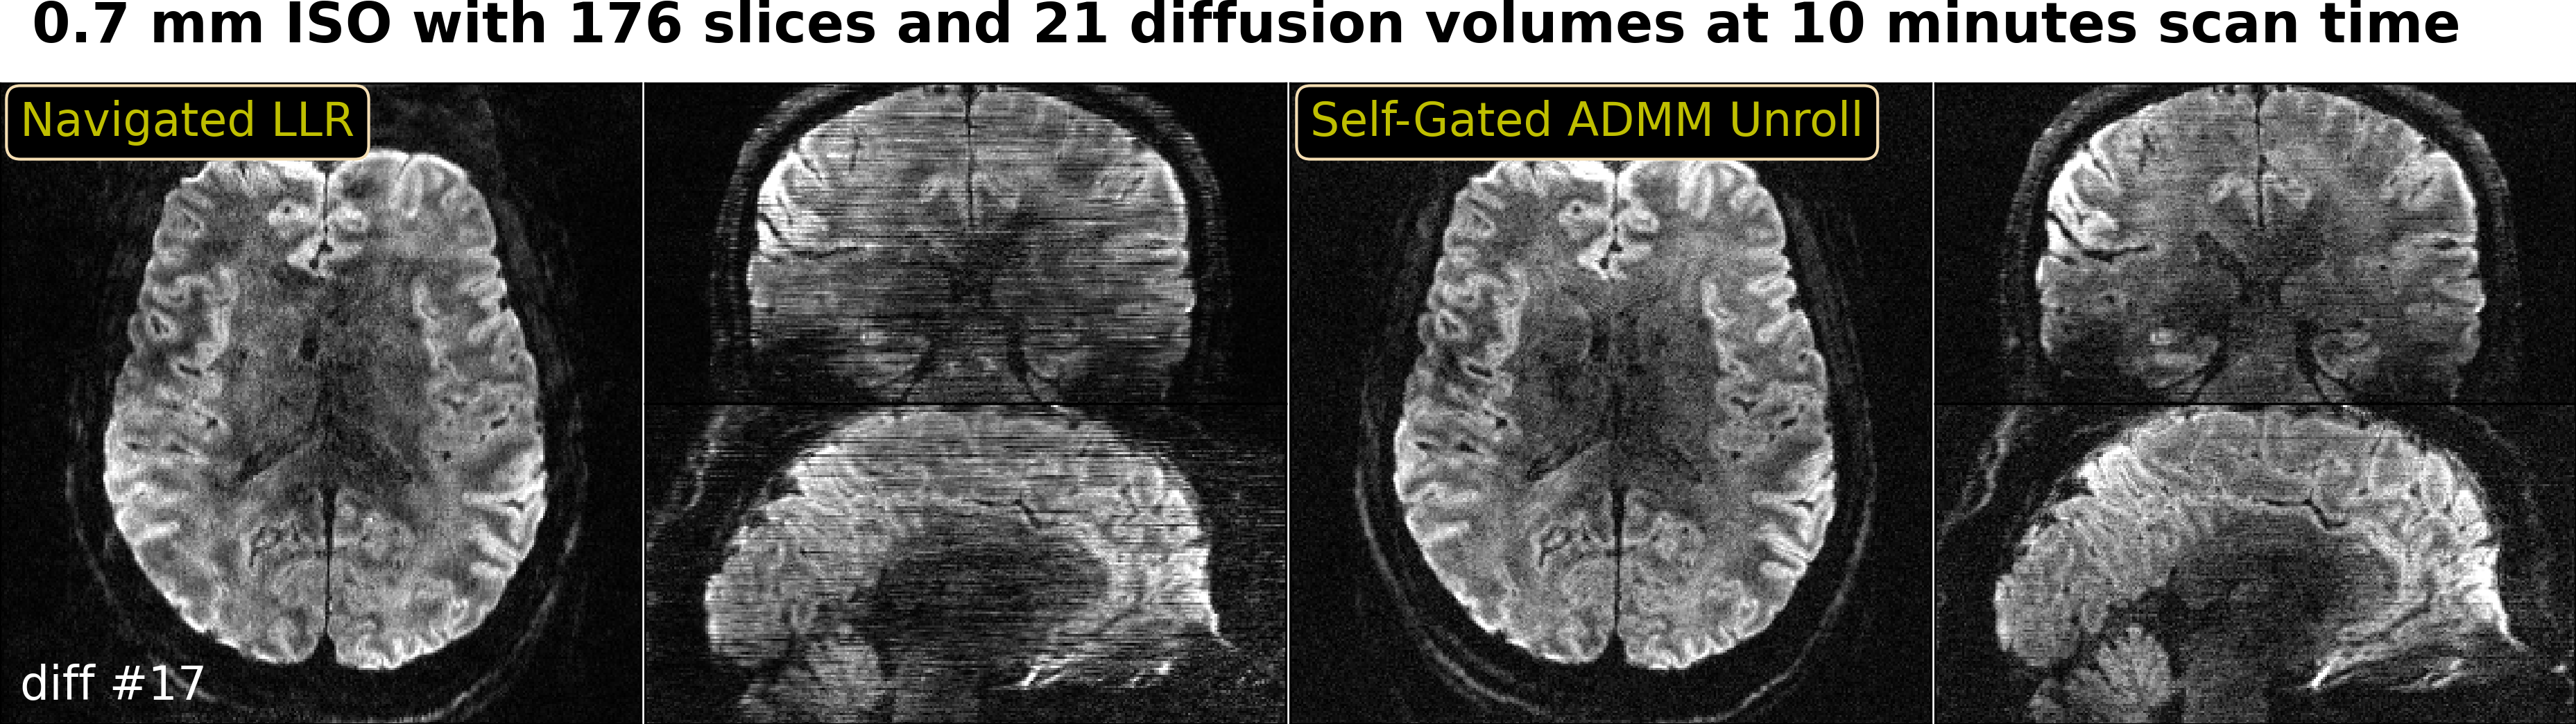 0.7 mm ISO with 176 slices and 21 diffusion volumes at 10 minutes scan time
Navigated LLR
Self-Gated ADMM Unroll
diff #17